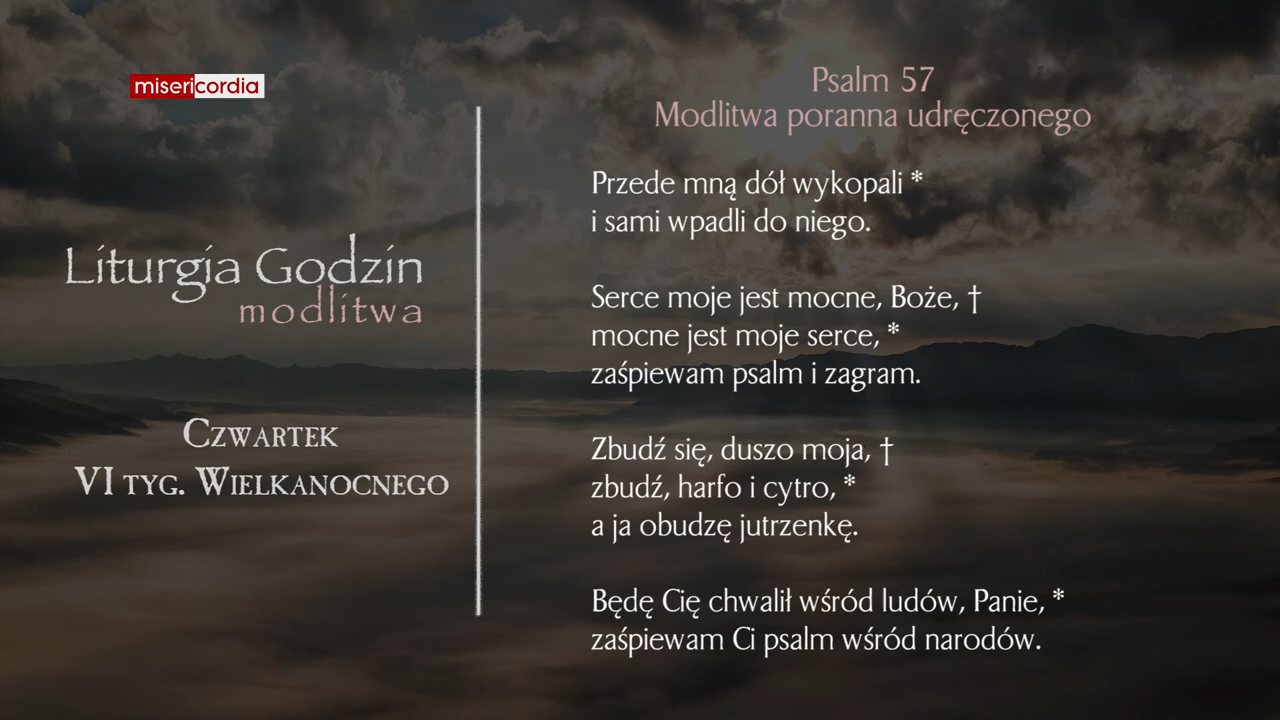 misericordia
Liturgia Godzin
modlitwa
Czwartek
VI tyg. Wielkanocnego
Psalm 57
Modlitwa poranna udręczonego
Przede mną dół wykopali *
i sami wpadli do niego.
Serce moje jest mocne, Boże, †
mocne jest moje serce, *
zaśpiewam psalm i zagram.
Zbudź się, duszo moja, †
zbudź, harfo i cytro, *
a ja obudzę jutrzenkę.
Będę Cię chwalił wśród ludów, Panie, *
zaśpiewam Ci psalm wśród narodów.